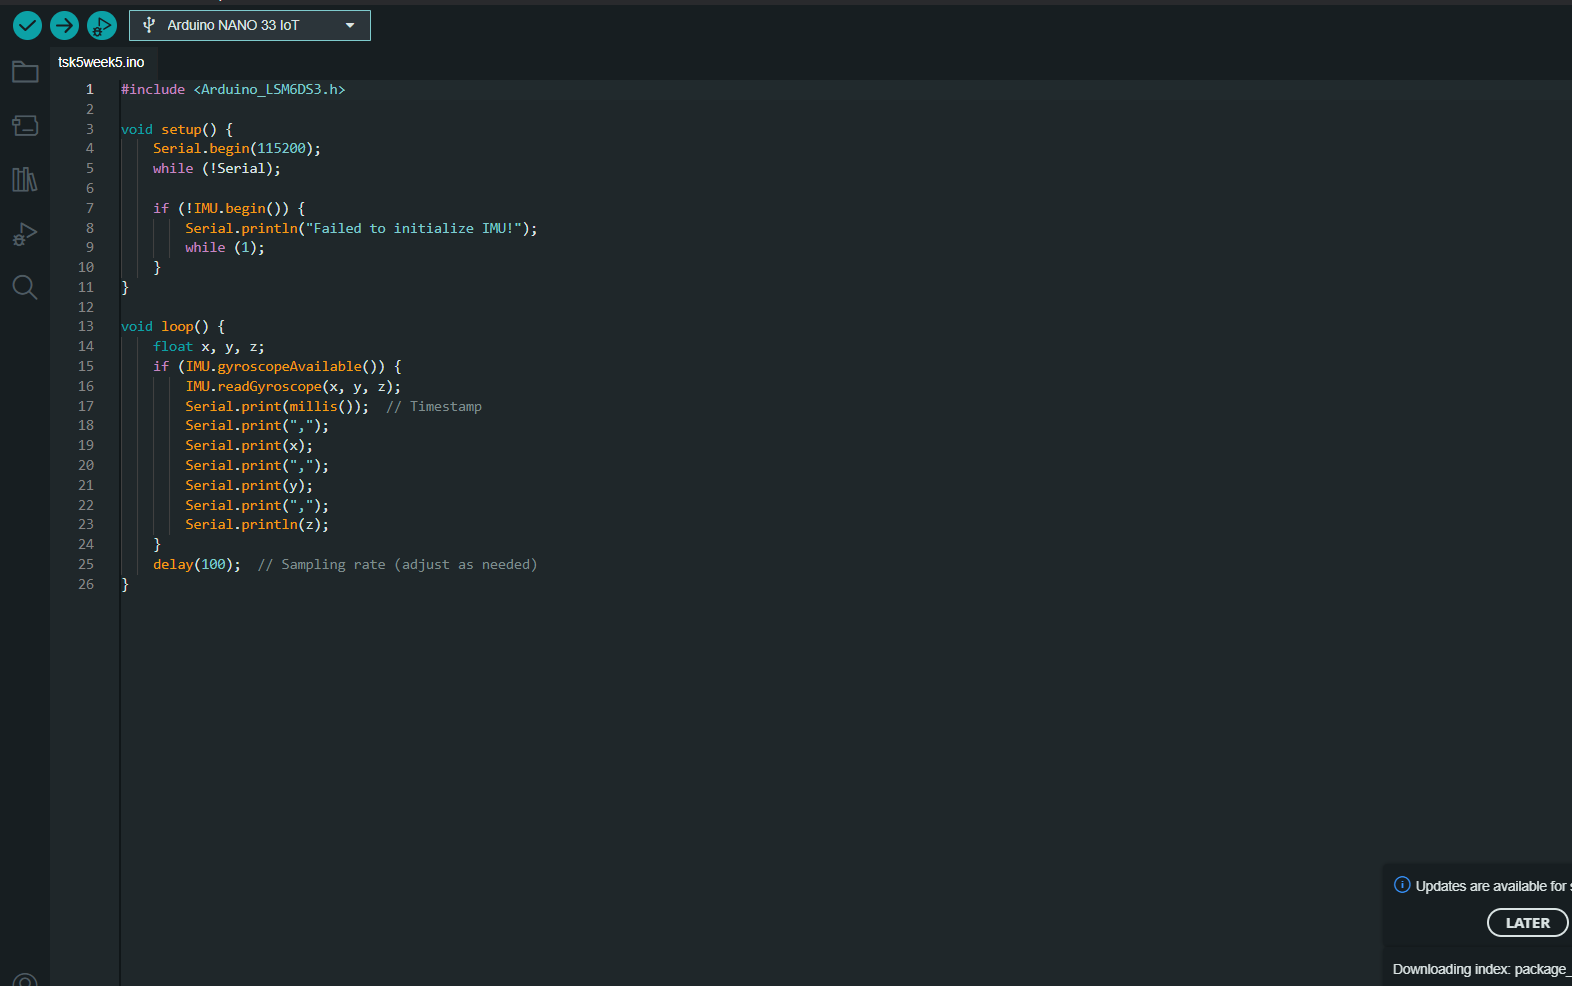 Arduino NANO 33 IoT
tsk5week5.ino
1 #include <Arduino_LSM6DS3.h>
2
3 void setup() {
4 Serial.begin(115200);
5 while (!Serial);
6
7 if (!IMU.begin()) {
8 Serial.println("Failed to initialize IMU!");
9 while (1);
10 }
11 }
12
13 void loop() {
14 float x, y, z;
15 if (IMU.gyroscopeAvailable()) {
16 IMU.readGyroscope(x, y, z);
17 Serial.print(millis()); // Timestamp
18 Serial.print(",");
19 Serial.print(x);
20 Serial.print(",");
21 Serial.print(y);
22 Serial.print(",");
23 Serial.println(z);
24 }
25 delay(100); // Sampling rate (adjust as needed)
26 }
Updates are available for
LATER
Downloading index: package_